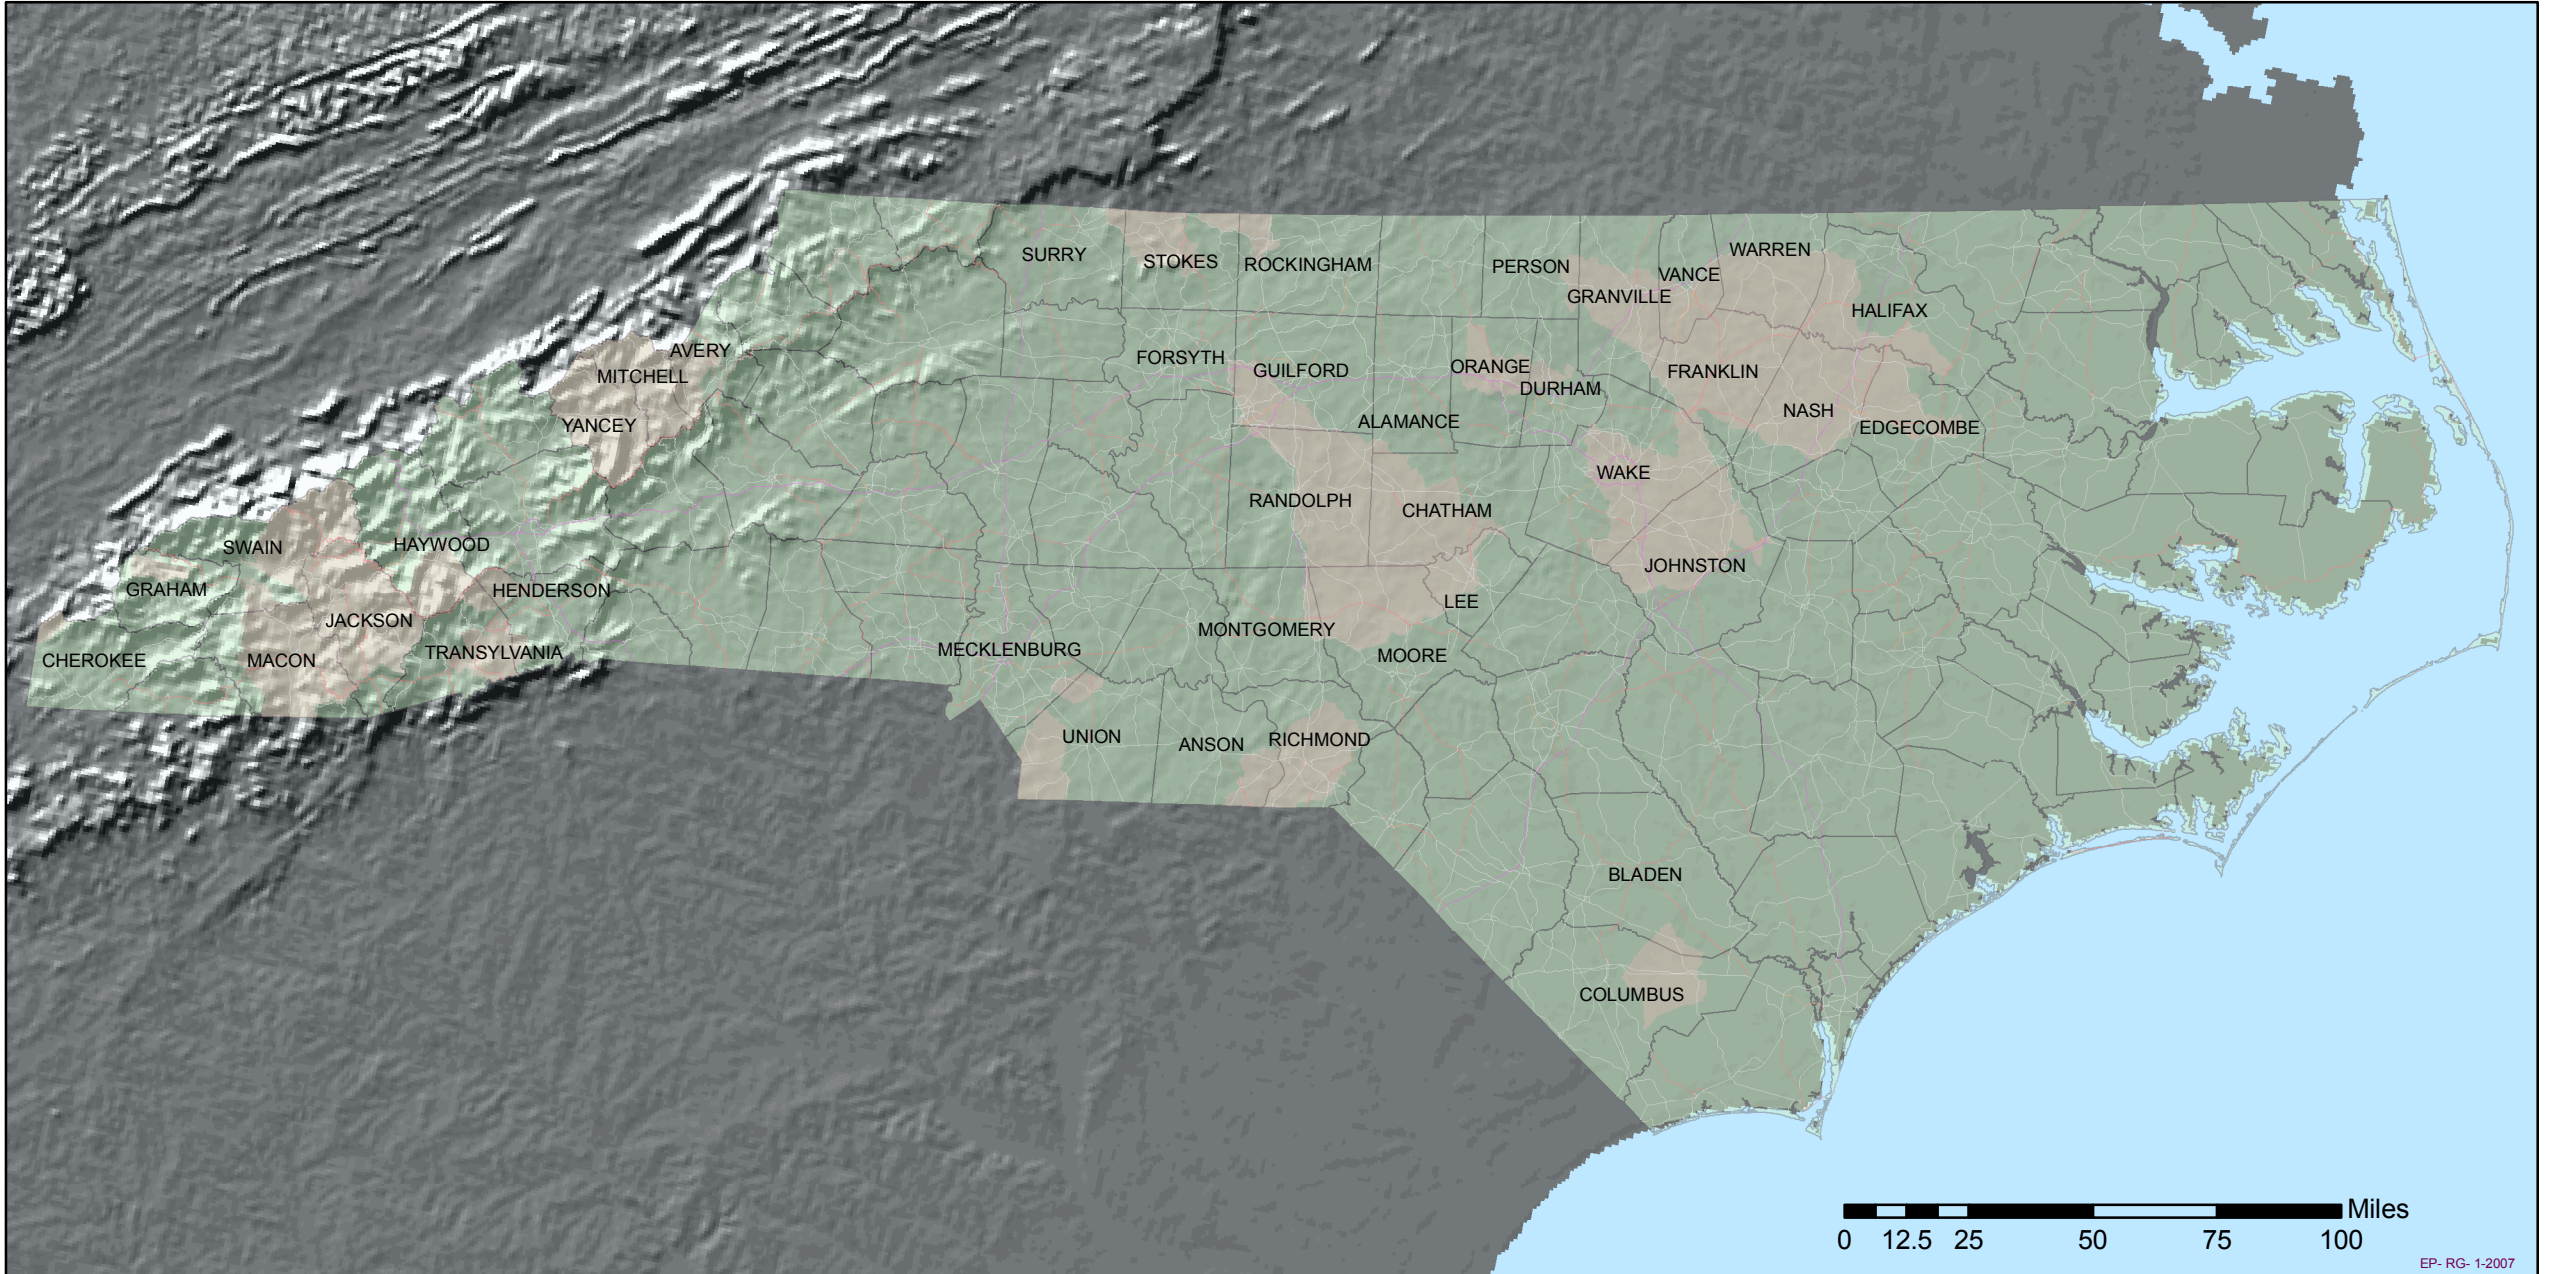 WARREN
SURRY
STOKES
ROCKINGHAM
PERSON
VANCE
GRANVILLE
HALIFAX
AVERY
FORSYTH
GUILFORD
ORANGE
FRANKLIN
MITCHELL
DURHAM
NASH
YANCEY
ALAMANCE
EDGECOMBE
WAKE
RANDOLPH
CHATHAM
SWAIN
HAYWOOD
JOHNSTON
GRAHAM
HENDERSON
LEE
JACKSON
MONTGOMERY
CHEROKEE
MACON
TRANSYLVANIA
MECKLENBURG
MOORE
UNION
ANSON
RICHMOND
BLADEN
COLUMBUS
Miles
0 12.5 25 50 75 100
EP- RG- 1-2007